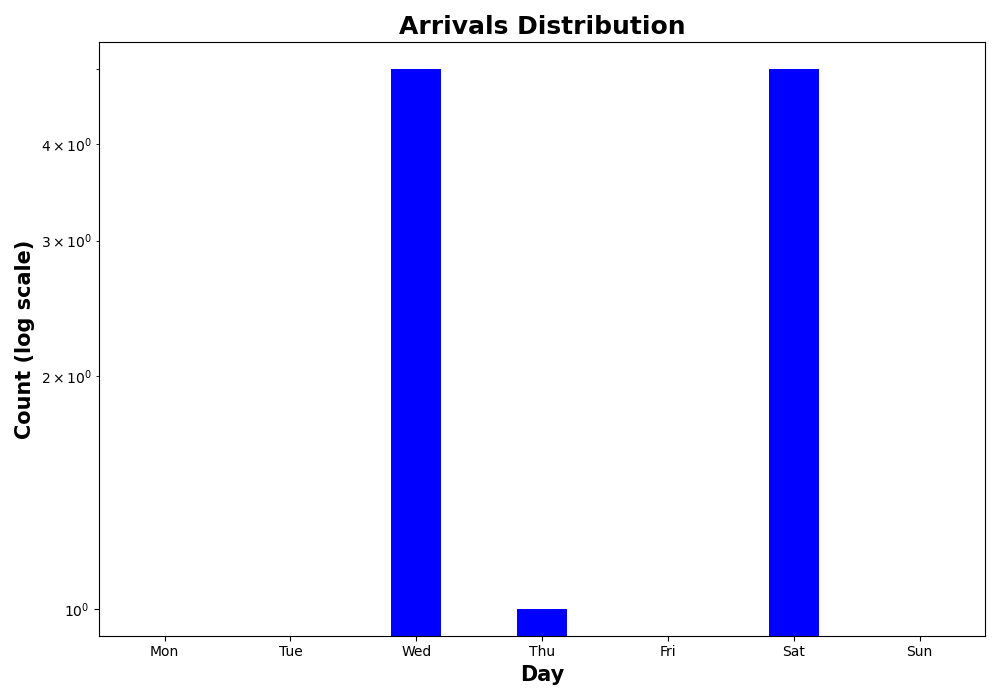 Arrivals Distribution
Count (log scale)
4 × 10⁰
3 × 10⁰
2 × 10⁰
10⁰
Mon Tue Wed Thu Fri Sat Sun
Day